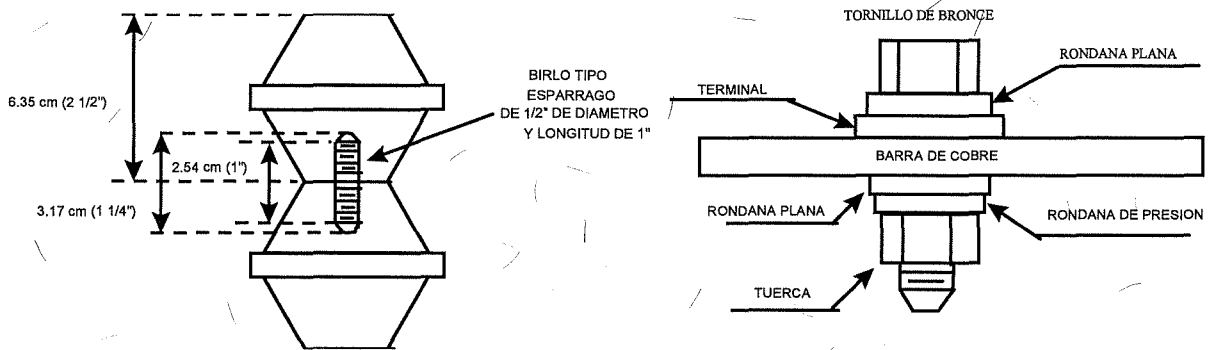 6.35 cm (2 1/2")
2.54 cm (1")
3.17 cm (1 1/4")
BIRLO TIPO
ESPARRAGO
DE 1/2" DE DIAMETRO
Y LONGITUD DE 1"
TORNILLO DE BRONCE
RONDANA PLANA
TERMINAL
BARRA DE COBRE
RONDANA PLANA
RONDANA DE PRESION
TUERCA